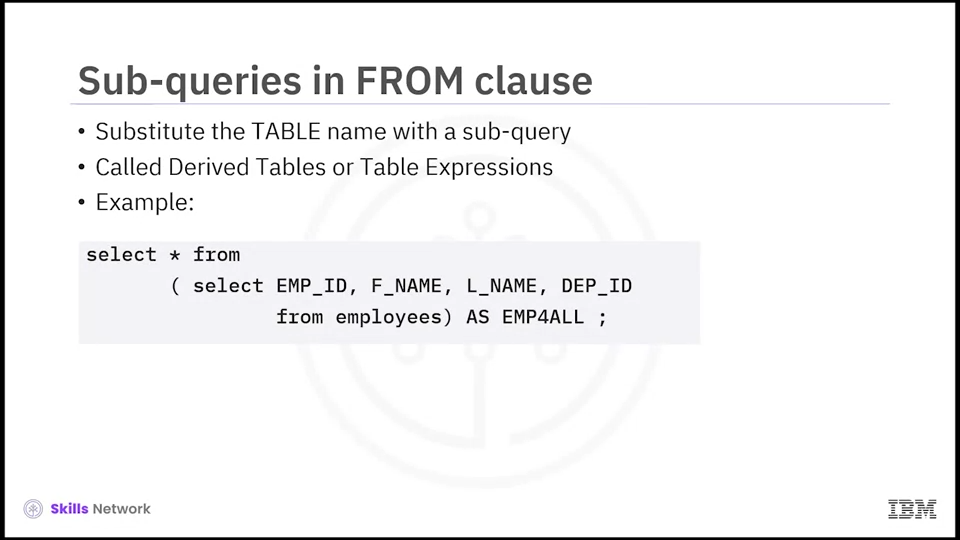 Sub-queries in FROM clause
• Substitute the TABLE name with a sub-query
• Called Derived Tables or Table Expressions
• Example:
select * from
( select EMP_ID, F_NAME, L_NAME, DEP_ID
from employees) AS EMP4ALL ;
Skills Network
IBM